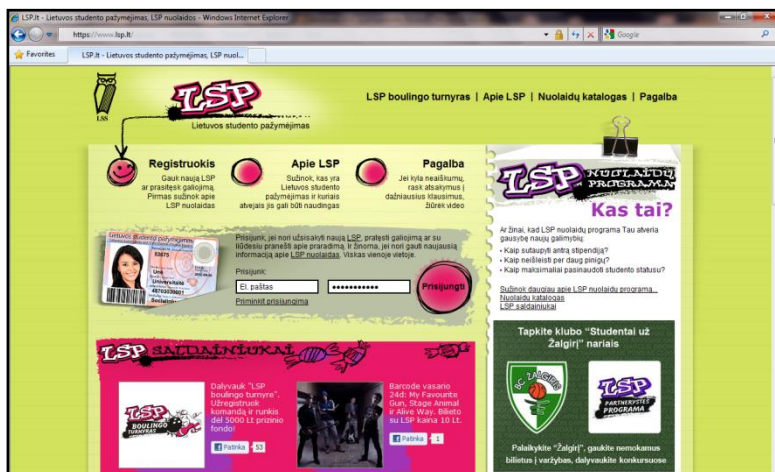 LSP.lt - Lietuvos studento pažymėjimas, LSP nuolaidos - Windows Internet Explorer
https://www.lsp.lt/
Google
Favorites
LSP.lt - Lietuvos studento pažymėjimas, LSP nuol...
LSS
LSP
Lietuvos studento pažymėjimas
LSP boulingo turnyras | Apie LSP | Nuolaidų katalogas | Pagalba
Registruokis
Gauk naują LSP
ar prasitęsk galiojimą.
Pirmas sužinok apie
LSP nuolaidas
Apie LSP
Sužinok, kas yra
Lietuvos studento
pažymėjimas ir kuriais
atvejais jis gali būti naudingas
Pagalba
Jei kyla neaiškumų,
rask atsakymus į
dažniausius klausimus,
žiūrėk video
Lietuvos studento pažymėjimas
Prisijunk, jei nori užsisakyti naują LSP, pratęsti galiojimą ar su
liūdesiu pranešti apie praradimą. Ir žinoma, jei nori gauti naujausią
informaciją apie LSP nuolaidas. Viskas vienoje vietoje.
Prisijunk:
El. paštas
Prisijungti
Priminkit prisijungimą
LSP NUOLAIDŲ
PROGRAMA
Kas tai?
Ar žinai, kad LSP nuolaidų programa Tau atveria
gausybę naujų galimybių:
• Kaip sutaupyti antrą stipendiją?
• Kaip neišleisti per daug pinigų?
• Kaip maksimaliai pasinaudoti studento statusu?
Sužinok daugiau apie LSP nuolaidų programą...
Nuolaidų katalogas
LSP saldainiukai
LSP SALDAINIUKAI
LSP
LSP
BOULINGO
TURNYRAS
Dalyvauk "LSP
boulingo turnyre".
Užregistruok
komandą ir runkis
dėl 5000 Lt prizinio
fondo!
Patinka 53
Barcode vasario
24d: My Favourite
Gun, Stage Animal
ir Alive Way. Bilieto
su LSP kaina 10 Lt.
Patinka 1
Tapkite klubo “Studentai už
Žalgirį” nariais
B.C. ŽALGIRIS
LSP
PARTNERYSTĖS
PROGRAMA
Palaikykite “Žalgirį”, gaukite nemokamus
bilietus į varžybas, dalyvaukite konkursuose